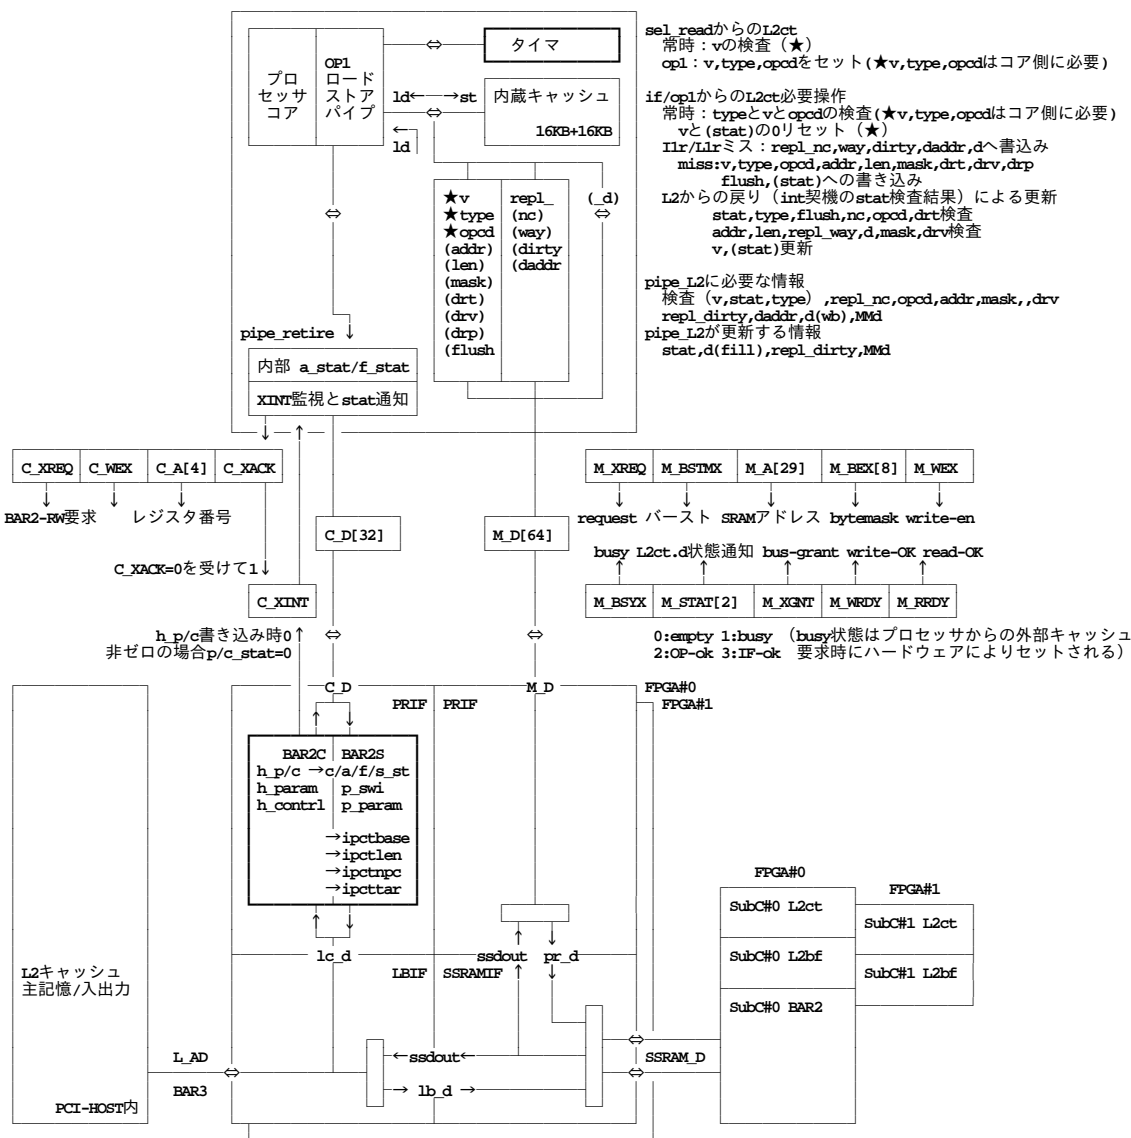 sel_readからのL2ct
常時：vの検査（★）
op1：v,type,opcdをセット(★v,type,opcdはコア側に必要)
if/op1からのL2ct必要操作
常時：typeとvとopcdの検査(★v,type,opcdはコア側に必要)
vと(stat)の0リセット（★）
I1r/L1rミス：repl_nc,way,dirty,daddr,dへ書込み
miss:v,type,opcd,addr,len,mask,drt,drv,drp
flush,(stat)への書き込み
L2からの戻り（int契機のstat検査結果）による更新
stat,type,flush,nc,opcd,drt検査
addr,len,repl_way,d,mask,drv検査
v,(stat)更新
pipe_L2に必要な情報
検査（v,stat,type）,repl_nc,opcd,addr,mask,,drv
repl_dirty,daddr,d(wb),MMd
pipe_L2が更新する情報
stat,d(fill),repl_dirty,MMd
プロ
セッサ
コア
OP1
ロード
ストア
パイプ
⇔
タイマ
ld←─→st
⇔
内蔵キャッシュ
16KB+16KB
←┐
ld
⇔
★v
★type
★opcd
(addr)
(len)
(mask)
(drt)
(drv)
(drp)
(flush
repl_
(nc)
(way)
(dirty
(daddr
(_d)
⇔
pipe_retire ↓
内部 a_stat/f_stat
XINT監視とstat通知
↓ ↑
C_XREQ C_WEX C_A[4] C_XACK
↓ ↓ ↓
BAR2-RW要求 レジスタ番号
C_D[32]
M_D[64]
M_XREQ M_BSTMX M_A[29] M_BEX[8] M_WEX
↓ ↓ ↓ ↓ ↓
request バースト SRAMアドレス bytemask write-en
busy L2ct.d状態通知 bus-grant write-OK read-OK
↑ ↑ ↑ ↑ ↑
M_BSYX M_STAT[2] M_XGNT M_WRDY M_RRDY
C_XACK=0を受けて1↓
C_XINT
h_p/c書き込み時0↑
非ゼロの場合p/c_stat=0
⇔ ⇔
0:empty 1:busy （busy状態はプロセッサからの外部キャッシュ
2:OP-ok 3:IF-ok 要求時にハードウェアによりセットされる）
C_D M_D FPGA#0
PRIF PRIF FPGA#1
↑ ↓
BAR2C BAR2S
h_p/c →c/a/f/s_st
h_param p_swi
h_contrl p_param
→ipctbase
→ipctlen
→ipctnpc
→ipcttar
↑ ↓
lc_d
LBIF SSRAMIF
↑ ↓
ssdout pr_d
↑ ↓
FPGA#0
FPGA#1
SubC#0 L2ct
SubC#1 L2ct
SubC#0 L2bf
SubC#1 L2bf
SubC#0 BAR2
L2キャッシュ
主記憶/入出力
PCI-HOST内
L_AD
⇔
BAR3
←ssdout←
→ lb_d →
⇔
SSRAM_D
⇔